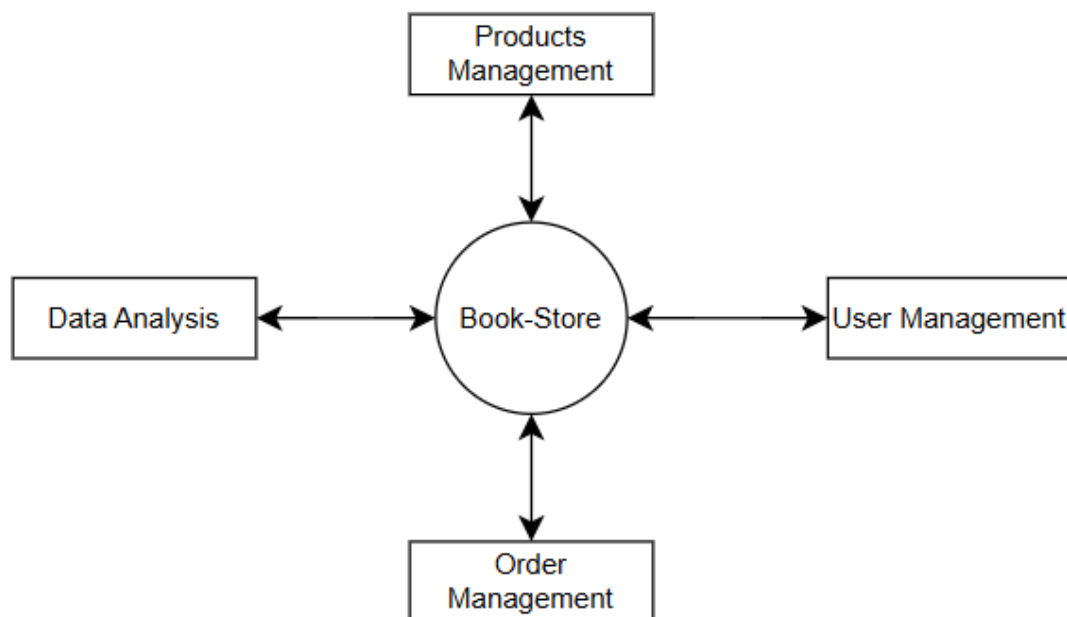 Products
Management
Data Analysis
Book-Store
User Management
Order
Management